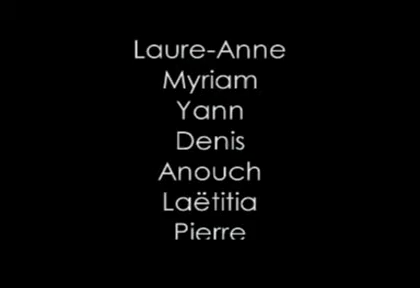 Laure-Anne
Myriam
Yann
Denis
Anouch
Laëtitia
Pierre